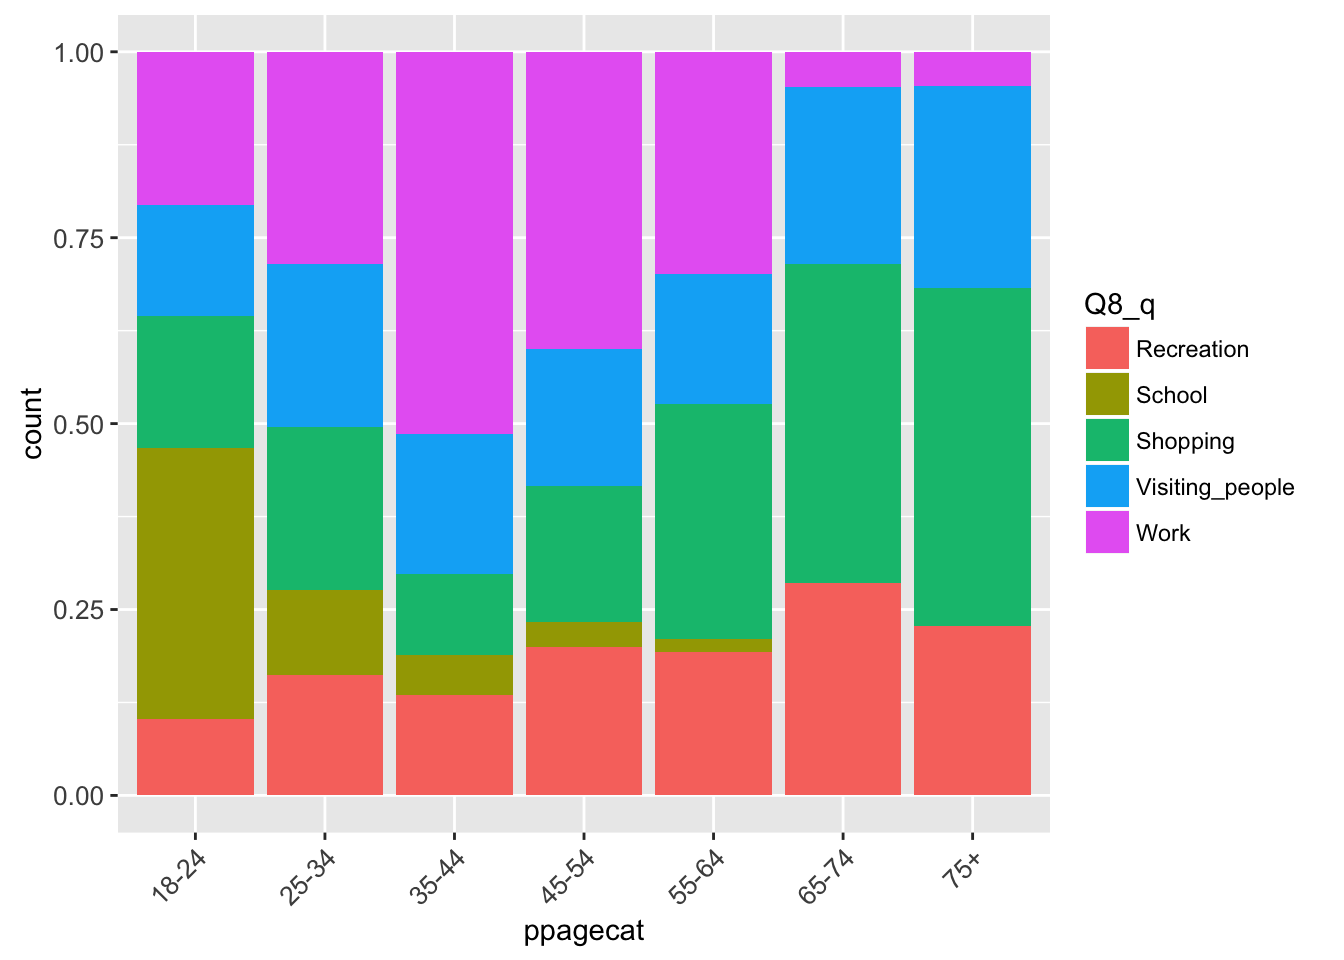 1.00
0.75
0.50
0.25
0.00
count
18-24
25-34
35-44
45-54
55-64
65-74
75+
ppagecat
Q8_q
Recreation
School
Shopping
Visiting_people
Work